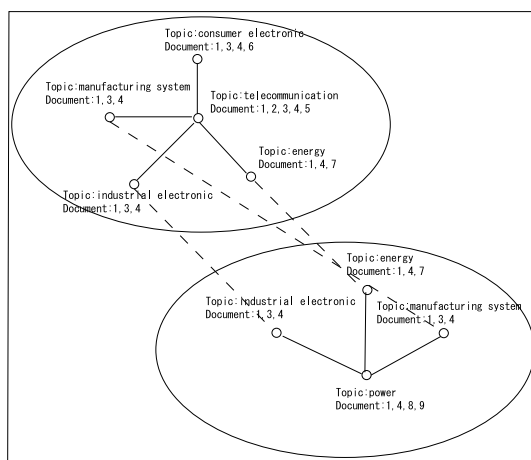 Topic:consumer electronic
Document:1,3,4,6
Topic:manufacturing system
Document:1,3,4
Topic:telecommunication
Document:1,2,3,4,5
Topic:energy
Document:1,4,7
Topic:industrial electronic
Document:1,3,4
Topic:energy
Document:1,4,7
Topic:industrial electronic
Document:1,3,4
Topic:manufacturing system
Document:1,3,4
Topic:power
Document:1,4,8,9